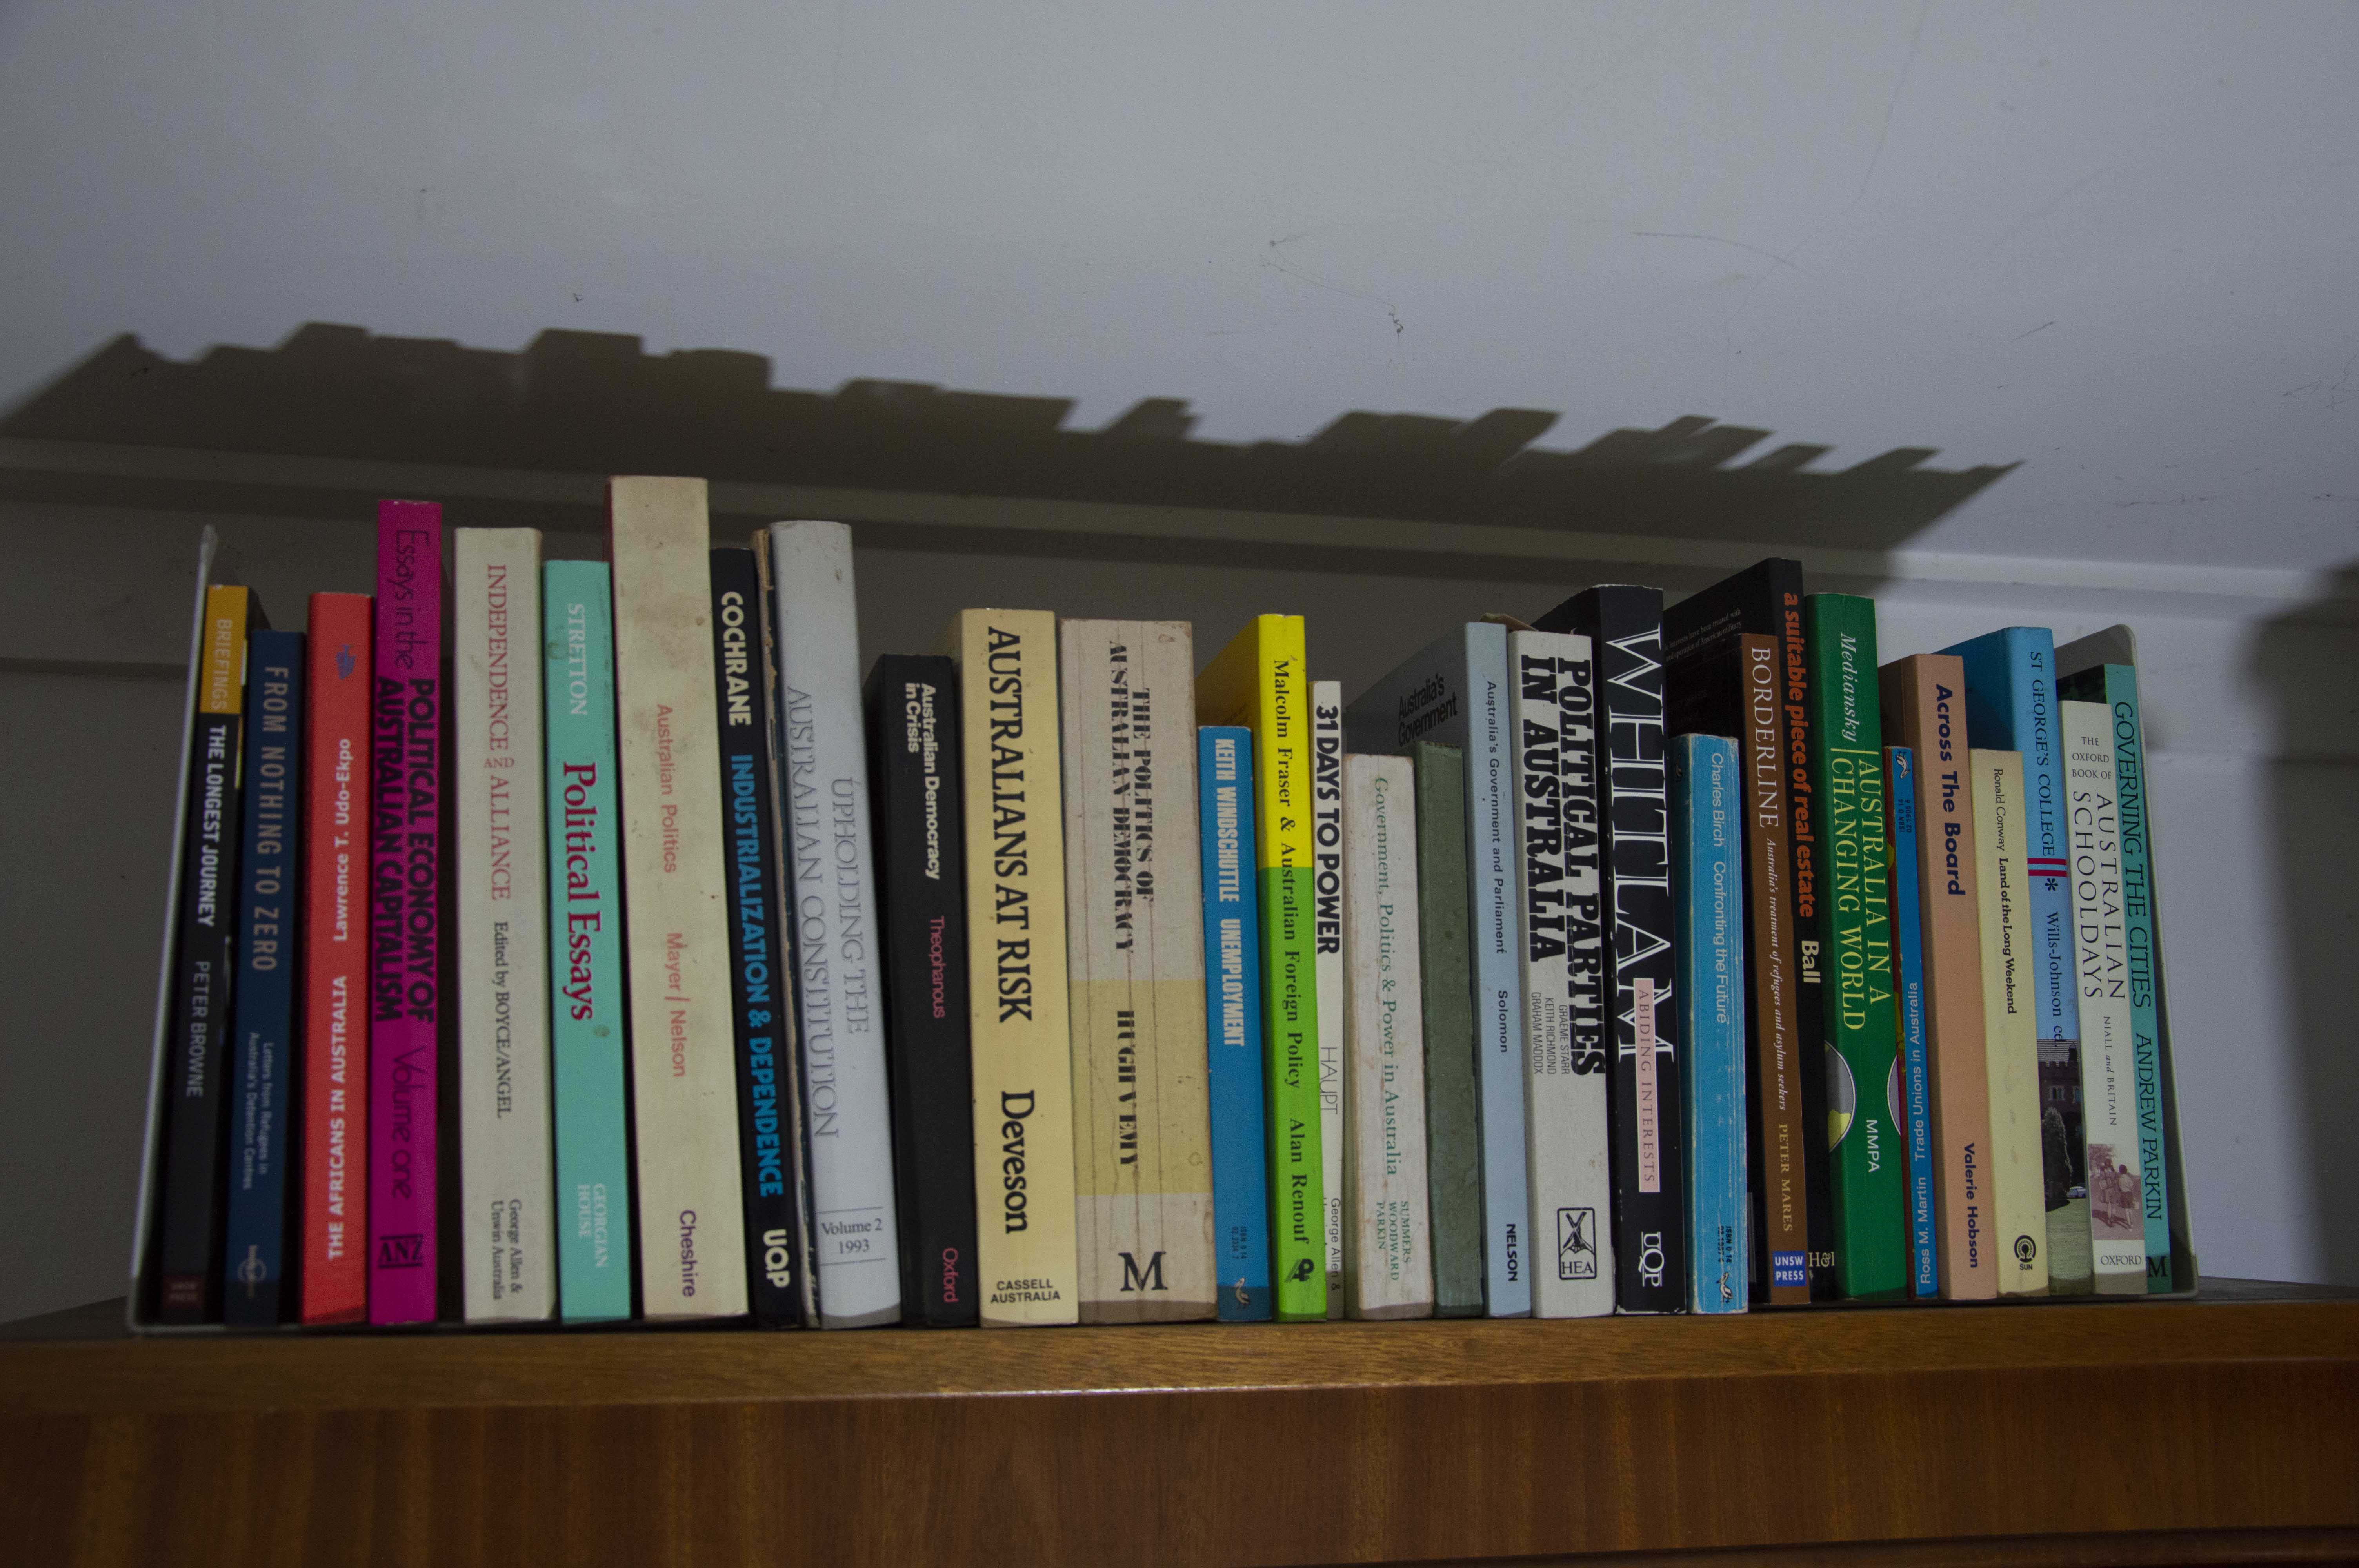 BRIEFINGS
THE LONGEST JOURNEY
PETER BROWNE
UNSW
PRESS
FROM NOTHING TO ZERO
Letters from Refugees in
Australia's Detention Centres
THE AFRICANS IN AUSTRALIA
Lawrence T. Udo-Ekpo
Essays in the
POLITICAL ECONOMY OF
AUSTRALIAN CAPITALISM
Volume one
ANZ
INDEPENDENCE AND ALLIANCE
Edited by BOYCE/ANGEL
George Allen &
Unwin Australia
STRETTON
Political Essays
GEORGIAN
HOUSE
Australian Politics
Mayer / Nelson
Cheshire
COCHRANE
INDUSTRIALIZATION & DEPENDENCE
UQP
UPHOLDING THE
AUSTRALIAN CONSTITUTION
Volume 2
1993
Australian Democracy
in Crisis
Theophanous
Oxford
AUSTRALIANS AT RISK
Deveson
CASSELL
AUSTRALIA
THE POLITICS OF
AUSTRALIAN DEMOCRACY
HUGH V EMY
M
KEITH WINDSCHUTTLE UNEMPLOYMENT
Malcolm Fraser & Australian Foreign Policy
Alan Renouf
31 DAYS TO POWER
HAUPT
George Allen &
Government, Politics & Power in Australia
SUMMERS
WOODWARD
PARKIN
Australia's
Government
Australia's Government and Parliament
Solomon
NELSON
POLITICAL PARTIES
IN AUSTRALIA
GRAEME STARR
KEITH RICHMOND
GRAHAM MADDOX
HEA
WHITLAM
ABIDING INTERESTS
UQP
Charles Birch Confronting the Future
BORDERLINE
Australia's treatment of refugees and asylum seekers
PETER MARES
UNSW
PRESS
a suitable piece of real estate
Ball
H&I
Mediansky
AUSTRALIA IN A
CHANGING WORLD
MMPA
Ross M. Martin Trade Unions in Australia
Across The Board
Valerie Hobson
Ronald Conway Land of the Long Weekend
SUN
ST GEORGE'S COLLEGE * Wills-Johnson ed.
THE
OXFORD
BOOK OF
AUSTRALIAN
SCHOOLDAYS
NIALL and BRITAIN
OXFORD
GOVERNING THE CITIES
ANDREW PARKIN
M